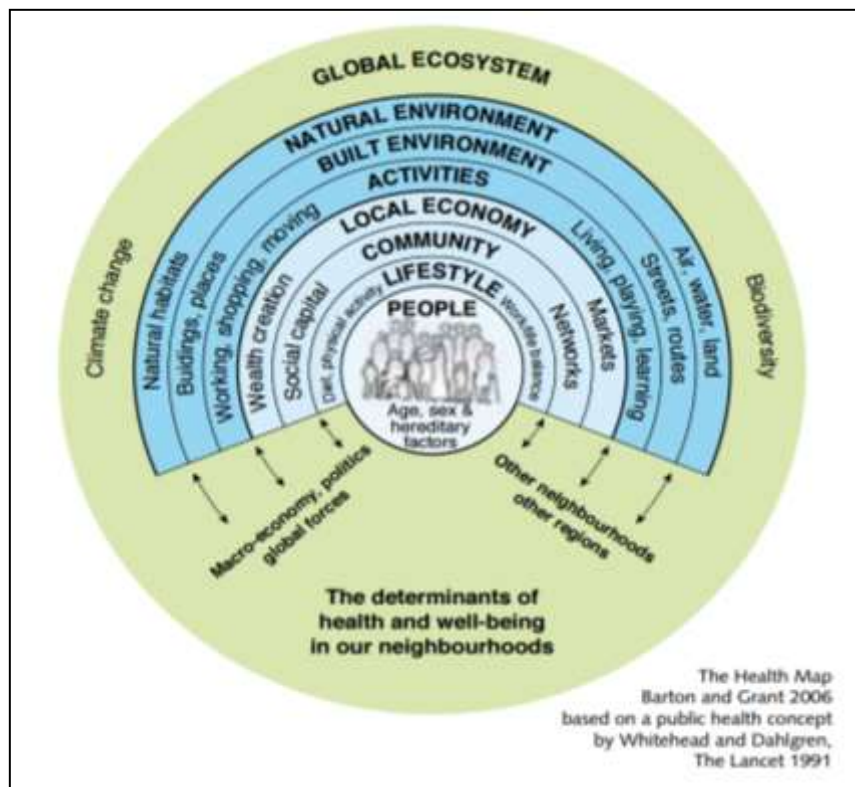 GLOBAL ECOSYSTEM
NATURAL ENVIRONMENT
BUILT ENVIRONMENT
ACTIVITIES
LOCAL ECONOMY
COMMUNITY
LIFESTYLE
PEOPLE
Age, sex &
hereditary
factors
Climate change
Natural habitats
Buidings, places
Working, shopping, moving
Wealth creation
Social capital
Diet, physical activity
Work/life balance
Networks
Markets
Living, playing, learning
Streets, routes
Air, water, land
Biodiversity
Macro-economy, politics
global forces
Other neighbourhoods
other regions
The determinants of
health and well-being
in our neighbourhoods
The Health Map
Barton and Grant 2006
based on a public health concept
by Whitehead and Dahlgren,
The Lancet 1991